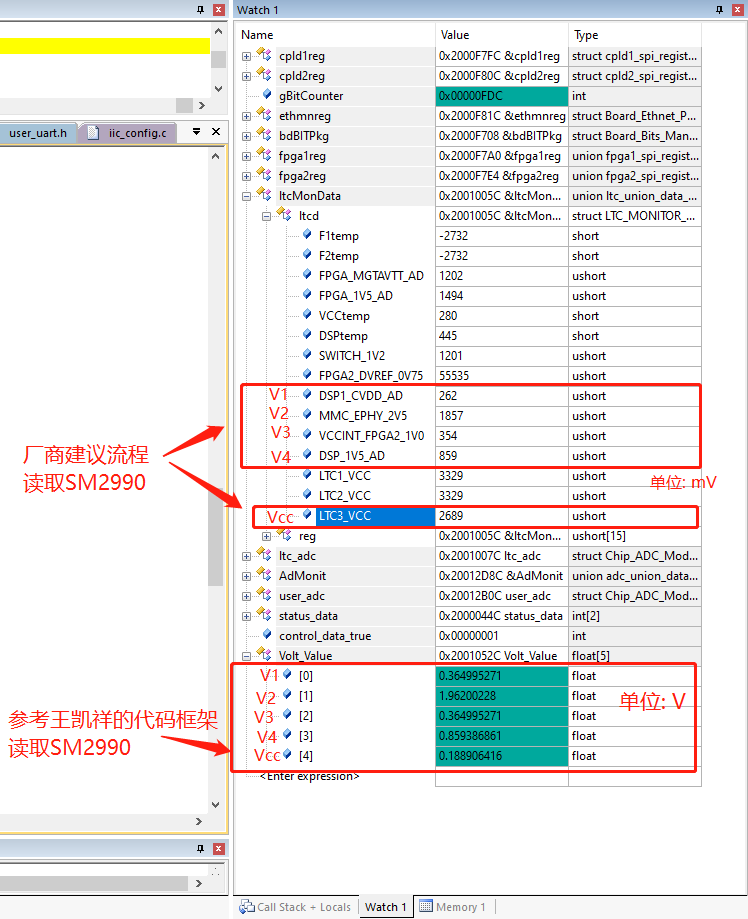 Watch 1
Name Value Type
cpld1reg 0x2000F7FC &cpld1reg struct cpld1_spi_regist...
cpld2reg 0x2000F80C &cpld2reg struct cpld2_spi_regist...
gBitCounter 0x00000FDC int
user_uart.h iic_config.c
ethmnreg 0x2000F81C &ethmnreg struct Board_Ethnet_P...
bdBITPkg 0x2000F708 &bdBITPkg struct Board_Bits_Man...
fpga1reg 0x2000F7A0 &fpga1reg union fpga1_spi_regist...
fpga2reg 0x2000F7E4 &fpga2reg union fpga2_spi_regist...
ltcMonData 0x2001005C &ltcMon... union ltc_union_data_...
ltcd 0x2001005C &ltcMon... struct LTC_MONITOR_...
F1temp -2732 short
F2temp -2732 short
FPGA_MGTAVTT_AD 1202 ushort
FPGA_1V5_AD 1494 ushort
VCCtemp 280 short
DSPtemp 445 short
SWITCH_1V2 1201 ushort
FPGA2_DVREF_0V75 55535 ushort
V1 DSP1_CVDD_AD 262 ushort
V2 MMC_EPHY_2V5 1857 ushort
V3 VCCINT_FPGA2_1V0 354 ushort
V4 DSP_1V5_AD 859 ushort
厂商建议流程
读取SM2990
LTC1_VCC 3329 ushort
单位: mV
LTC2_VCC 3329 ushort
Vcc LTC3_VCC 2689 ushort
reg 0x2001005C &ltcMon... ushort[15]
ltc_adc 0x2001007C ltc_adc struct Chip_ADC_Mod...
AdMonit 0x20012D8C &AdMonit union adc_union_data...
user_adc 0x20012B0C user_adc struct Chip_ADC_Mod...
status_data 0x2000044C status_data int[2]
control_data_true 0x00000001 int
Volt_Value 0x2001052C Volt_Value float[5]
V1 [0] 0.364995271 float
V2 [1] 1.96200228 float
V3 [2] 0.364995271 float
V4 [3] 0.859386861 float
Vcc [4] 0.188906416 float
单位: V
参考王凯祥的代码框架
读取SM2990
<Enter expression>
Call Stack + Locals Watch 1 Memory 1